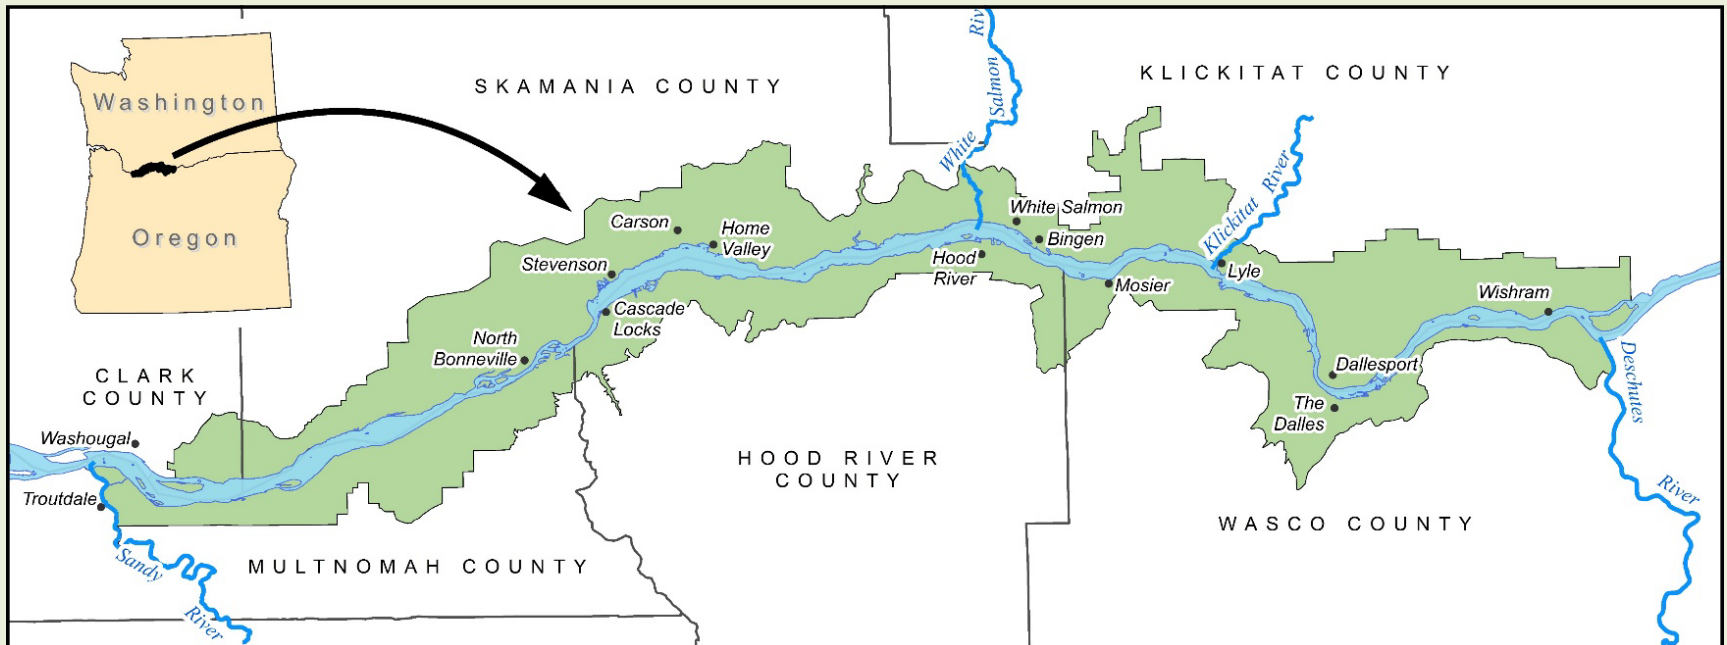 Washington
Oregon
SKAMANIA COUNTY
KLICKITAT COUNTY
White
Salmon
Riv
Klickitat
River
Carson
Home
Valley
White Salmon
Bingen
Stevenson
Hood
River
Lyle
Mosier
Wishram
Cascade
Locks
North
Bonneville
Dallesport
The
Dalles
Deschutes
River
CLARK
COUNTY
Washougal
Troutdale
HOOD RIVER
COUNTY
WASCO COUNTY
MULTNOMAH COUNTY
Sandy
River